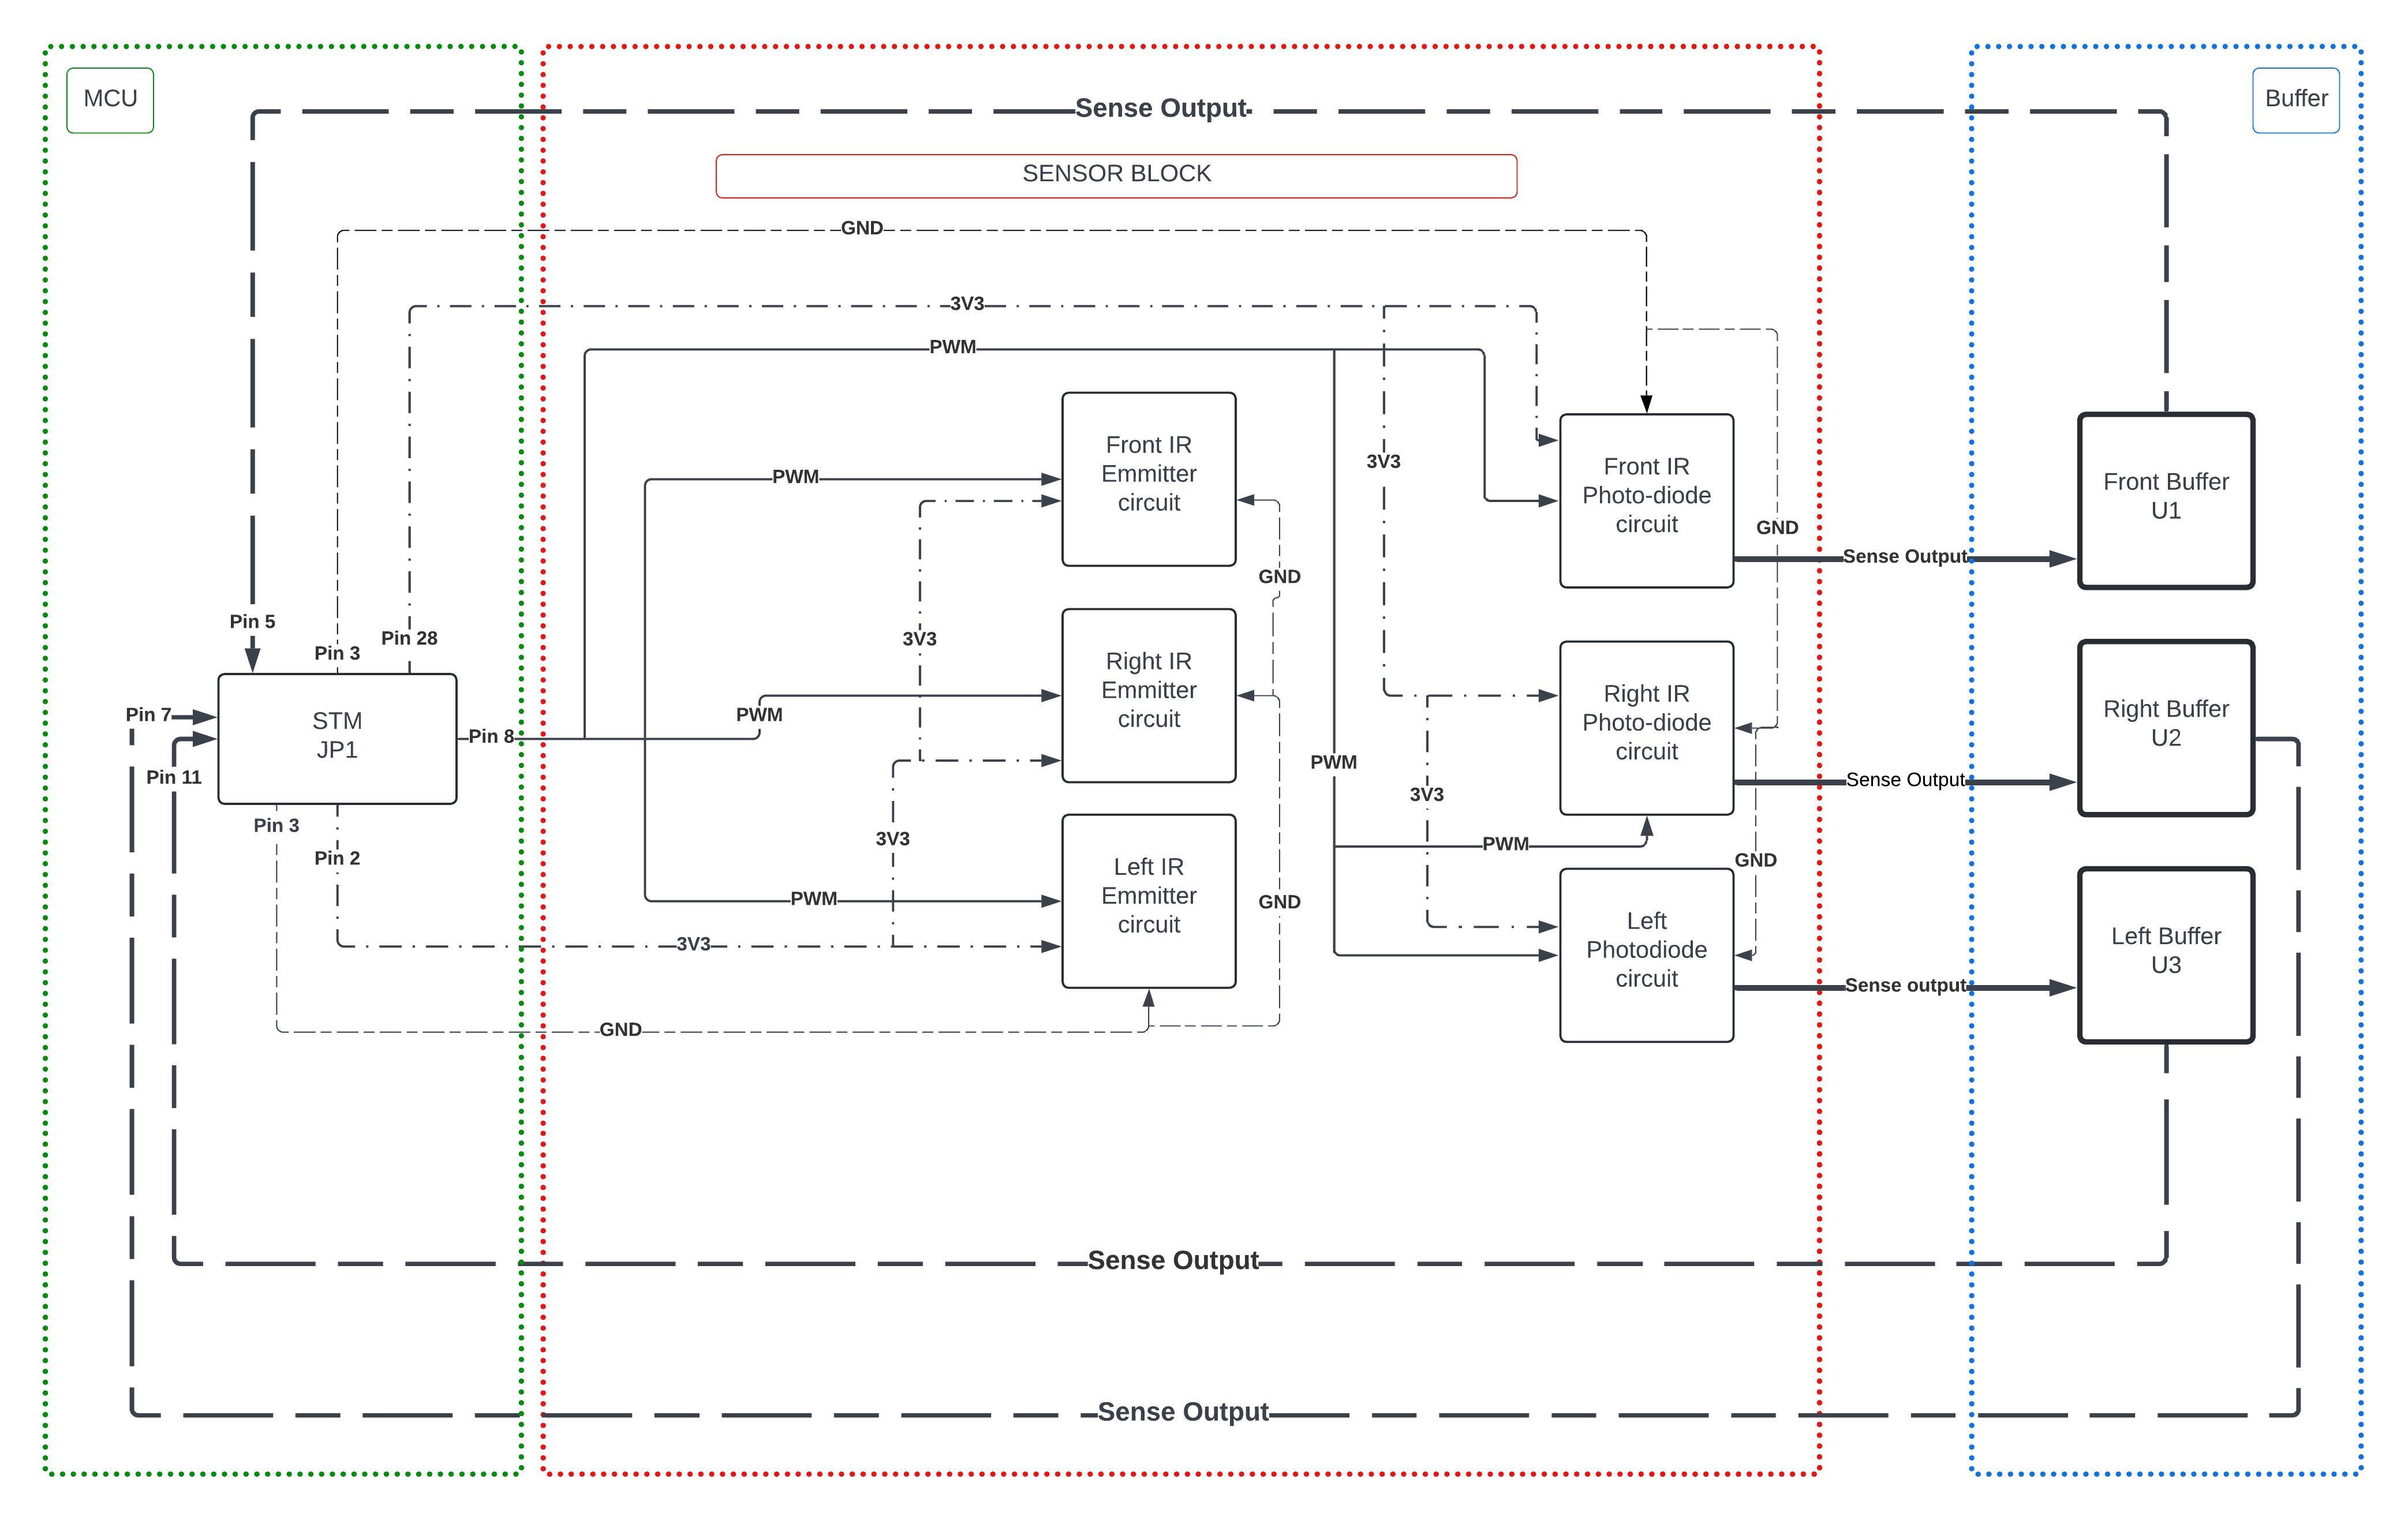 MCU
Sense Output
Buffer
SENSOR BLOCK
GND
3V3
PWM
Front IR
Emmitter
circuit
PWM
3V3
Front IR
Photo-diode
circuit
Front Buffer
U1
GND
Sense Output
GND
Pin 5
Pin 3
Pin 28
3V3
Right IR
Emmitter
circuit
Right IR
Photo-diode
circuit
Right Buffer
U2
Pin 7
STM
JP1
Pin 8
PWM
Pin 11
PWM
Sense Output
3V3
Pin 3
Pin 2
3V3
PWM
GND
Left IR
Emmitter
circuit
PWM
GND
Left
Photodiode
circuit
Left Buffer
U3
3V3
Sense output
GND
Sense Output
Sense Output